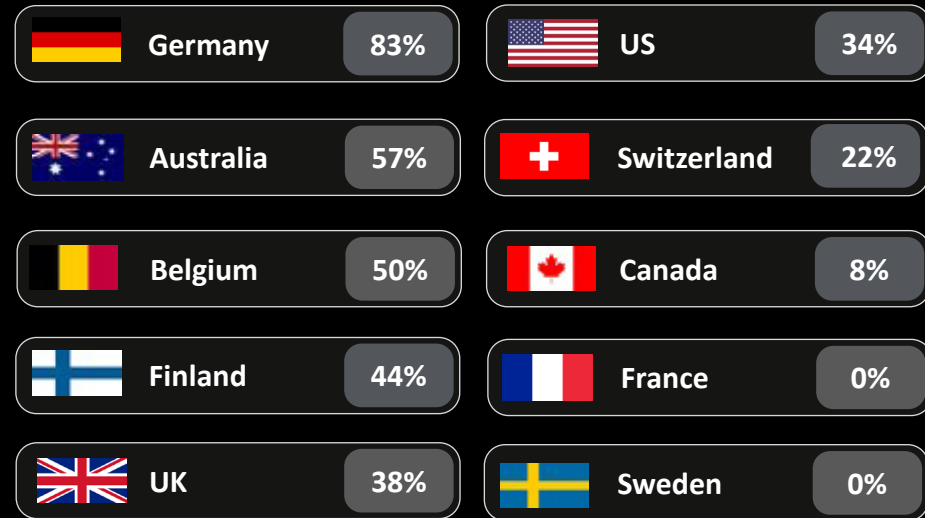 Germany 83%
Australia 57%
Belgium 50%
Finland 44%
UK 38%
US 34%
Switzerland 22%
Canada 8%
France 0%
Sweden 0%